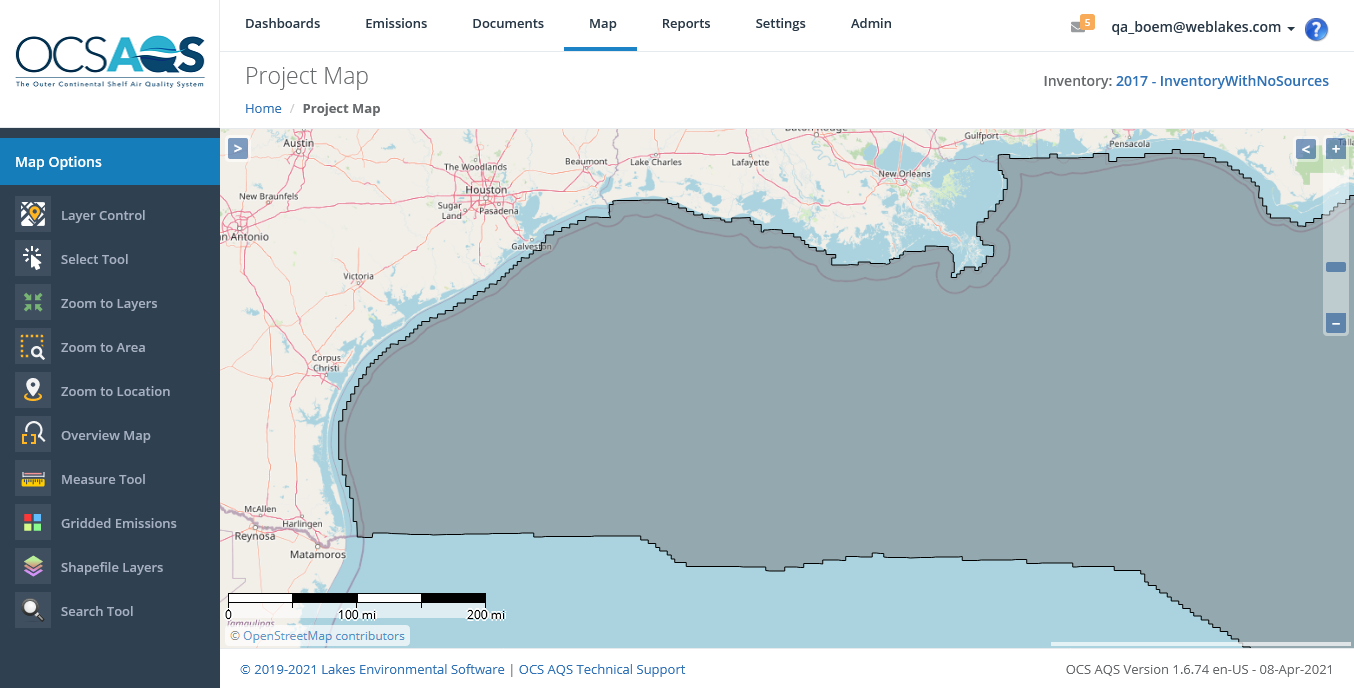 OCSAQS
The Outer Continental Shelf Air Quality System
Dashboards Emissions Documents Map Reports Settings Admin
5 qa_boem@weblakes.com ?
Project Map
Inventory: 2017 - InventoryWithNoSources
Home / Project Map
Map Options
Layer Control
Select Tool
Zoom to Layers
Zoom to Area
Zoom to Location
Overview Map
Measure Tool
Gridded Emissions
Shapefile Layers
Search Tool
>
< +
−
Austin
Baton Rouge
Gulfport
Pensacola
The Woodlands
Beaumont
Lake Charles
Lafayette
New Orleans
Houston
New Braunfels
Sugar
Land
Pasadena
n Antonio
Galveston
Victoria
Corpus
Christi
McAllen
Harlingen
Reynosa
Matamoros
0 100 mi 200 mi
Tamaulipas
© OpenStreetMap contributors
© 2019-2021 Lakes Environmental Software | OCS AQS Technical Support
OCS AQS Version 1.6.74 en-US - 08-Apr-2021